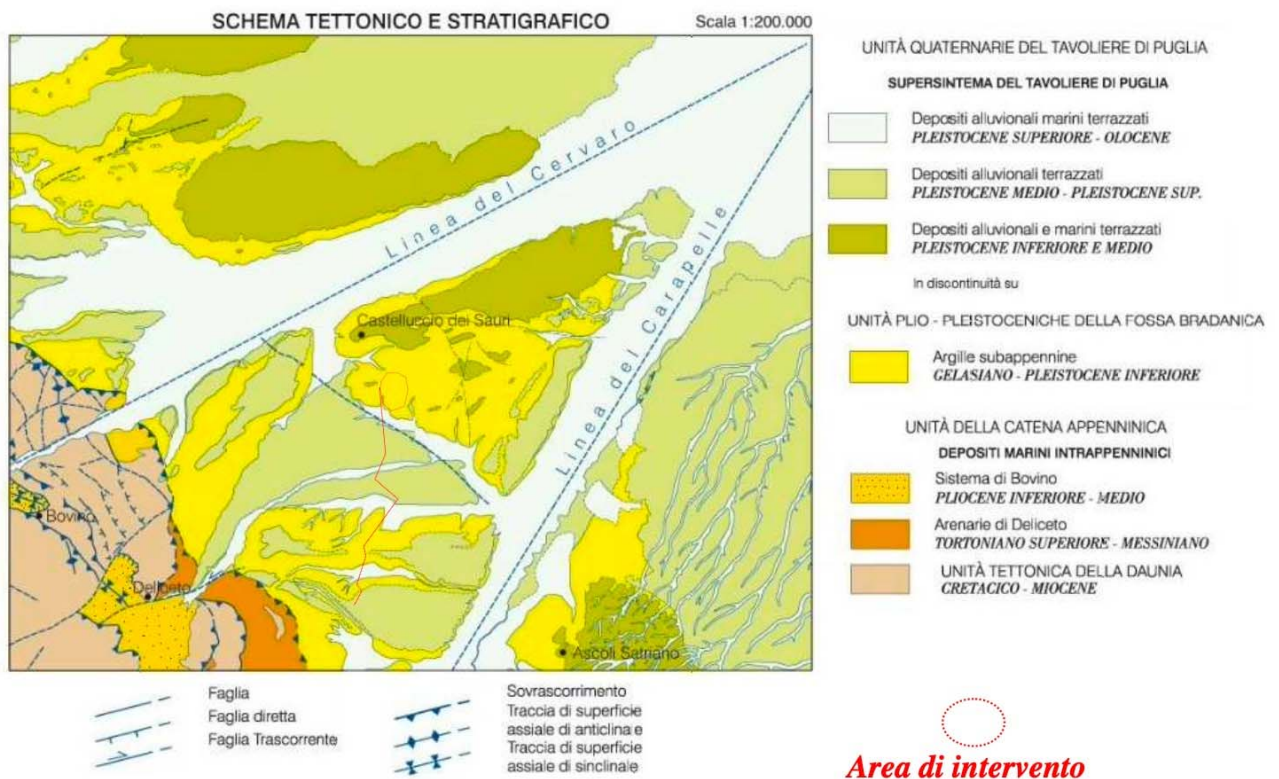 SCHEMA TETTONICO E STRATIGRAFICO
Scala 1:200.000
Linea del Cervaro
Linea del Carapelle
Castelluccio dei Sauri
Bovino
Deliceto
Ascoli Satriano
UNITÀ QUATERNARIE DEL TAVOLIERE DI PUGLIA
SUPERSINTEMA DEL TAVOLIERE DI PUGLIA
Depositi alluvionali marini terrazzati
PLEISTOCENE SUPERIORE - OLOCENE
Depositi alluvionali terrazzati
PLEISTOCENE MEDIO - PLEISTOCENE SUP.
Depositi alluvionali e marini terrazzati
PLEISTOCENE INFERIORE E MEDIO
In discontinuità su
UNITÀ PLIO - PLEISTOCENICHE DELLA FOSSA BRADANICA
Argille subappennine
GELASIANO - PLEISTOCENE INFERIORE
UNITÀ DELLA CATENA APPENNINICA
DEPOSITI MARINI INTRAPPENNINICI
Sistema di Bovino
PLIOCENE INFERIORE - MEDIO
Arenarie di Deliceto
TORTONIANO SUPERIORE - MESSINIANO
UNITÀ TETTONICA DELLA DAUNIA
CRETACICO - MIOCENE
Faglia
Faglia diretta
Faglia Trascorrente
Sovrascorrimento
Traccia di superficie
assiale di anticlinale
Traccia di superficie
assiale di sinclinale
Area di intervento